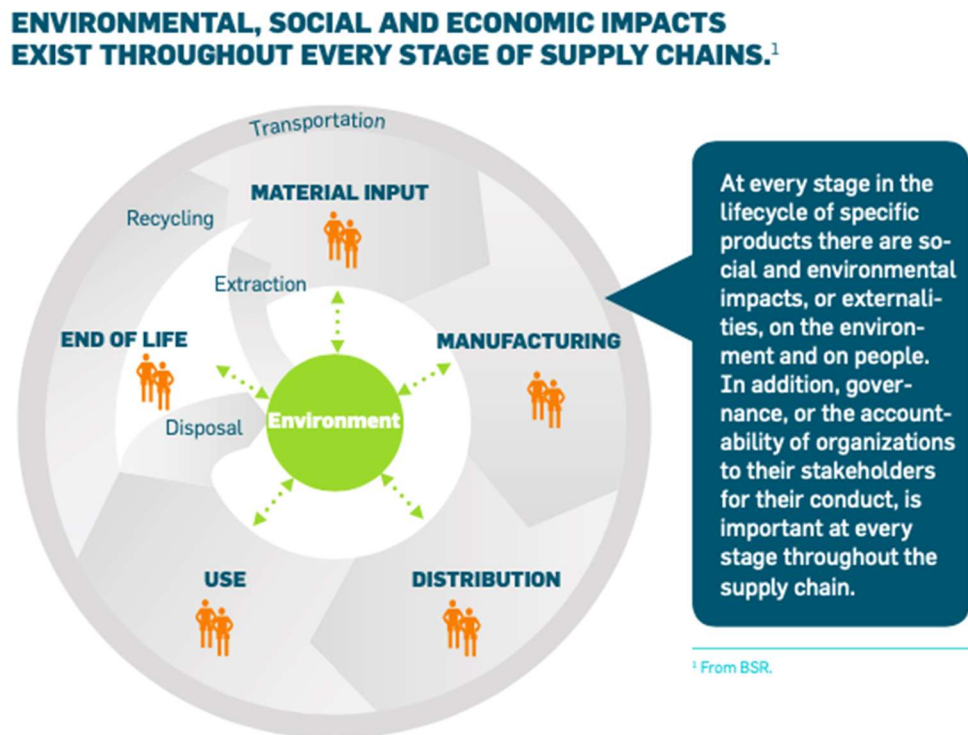 ENVIRONMENTAL, SOCIAL AND ECONOMIC IMPACTS
EXIST THROUGHOUT EVERY STAGE OF SUPPLY CHAINS.¹
Transportation
MATERIAL INPUT
Recycling
Extraction
END OF LIFE
MANUFACTURING
Disposal
Environment
USE
DISTRIBUTION
At every stage in the
lifecycle of specific
products there are so-
cial and environmental
impacts, or externali-
ties, on the environ-
ment and on people.
In addition, gover-
nance, or the account-
ability of organizations
to their stakeholders
for their conduct, is
important at every
stage throughout the
supply chain.
¹ From BSR.